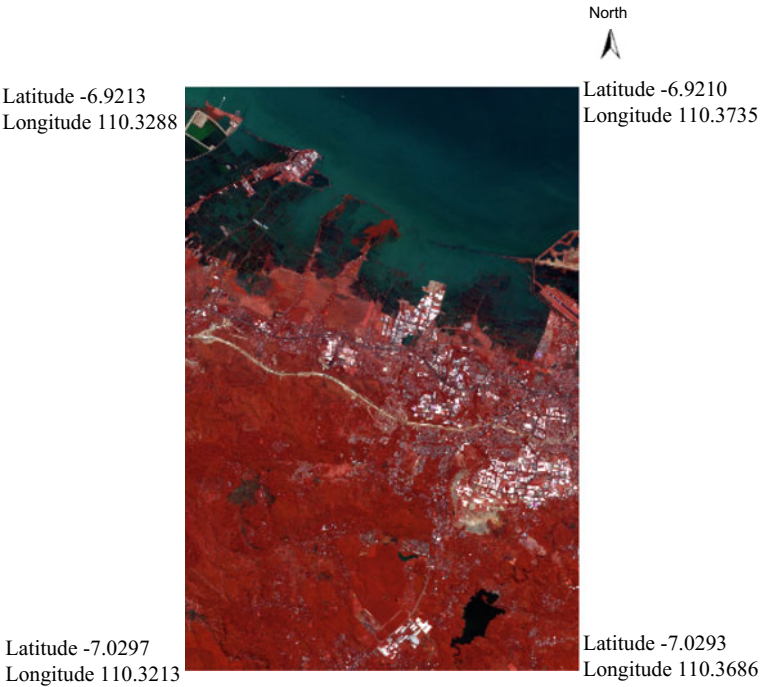 North
Latitude -6.9213
Longitude 110.3288
Latitude -6.9210
Longitude 110.3735
Latitude -7.0297
Longitude 110.3213
Latitude -7.0293
Longitude 110.3686